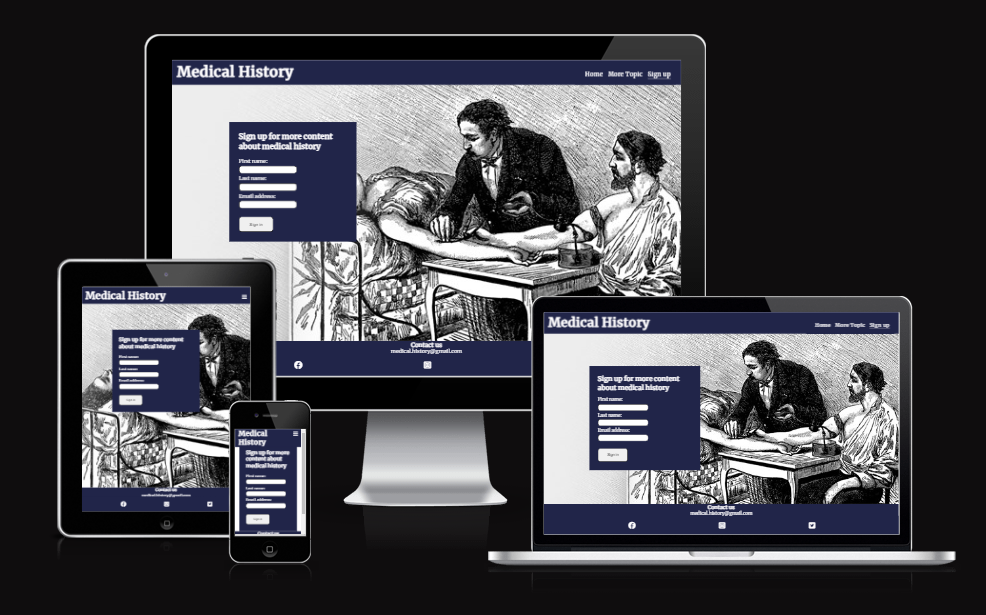 Medical History
Home More Topic Sign up
Sign up for more content
about medical history
First name:
Last name:
Email address:
Sign in
Contact us
medical.history@gmail.com
Medical History
Sign up for more content
about medical history
First name:
Last name:
Email address:
Sign in
Contact us
medical.history@gmail.com
Medical
History
Sign up for more
content about
medical history
First name:
Last name:
Email address:
Sign in
Contact us
Medical History
Home More Topic Sign up
Sign up for more content
about medical history
First name:
Last name:
Email address:
Sign in
Contact us
medical.history@gmail.com